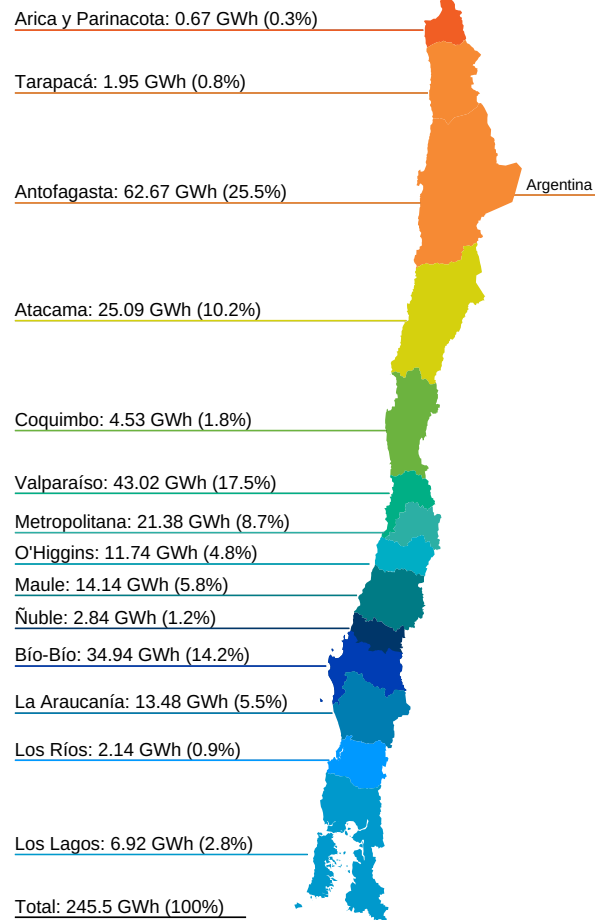 Arica y Parinacota: 0.67 GWh (0.3%)
Tarapacá: 1.95 GWh (0.8%)
Antofagasta: 62.67 GWh (25.5%)
Argentina
Atacama: 25.09 GWh (10.2%)
Coquimbo: 4.53 GWh (1.8%)
Valparaíso: 43.02 GWh (17.5%)
Metropolitana: 21.38 GWh (8.7%)
O'Higgins: 11.74 GWh (4.8%)
Maule: 14.14 GWh (5.8%)
Ñuble: 2.84 GWh (1.2%)
Bío-Bío: 34.94 GWh (14.2%)
La Araucanía: 13.48 GWh (5.5%)
Los Ríos: 2.14 GWh (0.9%)
Los Lagos: 6.92 GWh (2.8%)
Total: 245.5 GWh (100%)